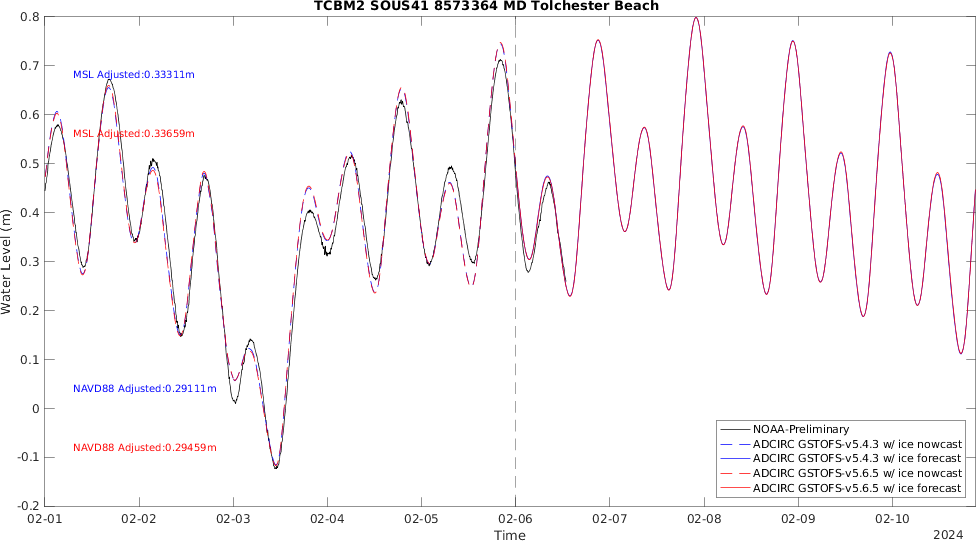 TCBM2 SOUS41 8573364 MD Tolchester Beach
0.8
0.7
0.6
0.5
0.4
0.3
0.2
0.1
0
-0.1
-0.2
Water Level (m)
MSL Adjusted:0.33311m
MSL Adjusted:0.33659m
NAVD88 Adjusted:0.29111m
NAVD88 Adjusted:0.29459m
NOAA-Preliminary
ADCIRC GSTOFS-v5.4.3 w/ ice nowcast
ADCIRC GSTOFS-v5.4.3 w/ ice forecast
ADCIRC GSTOFS-v5.6.5 w/ ice nowcast
ADCIRC GSTOFS-v5.6.5 w/ ice forecast
02-01 02-02 02-03 02-04 02-05 02-06 02-07 02-08 02-09 02-10
Time
2024